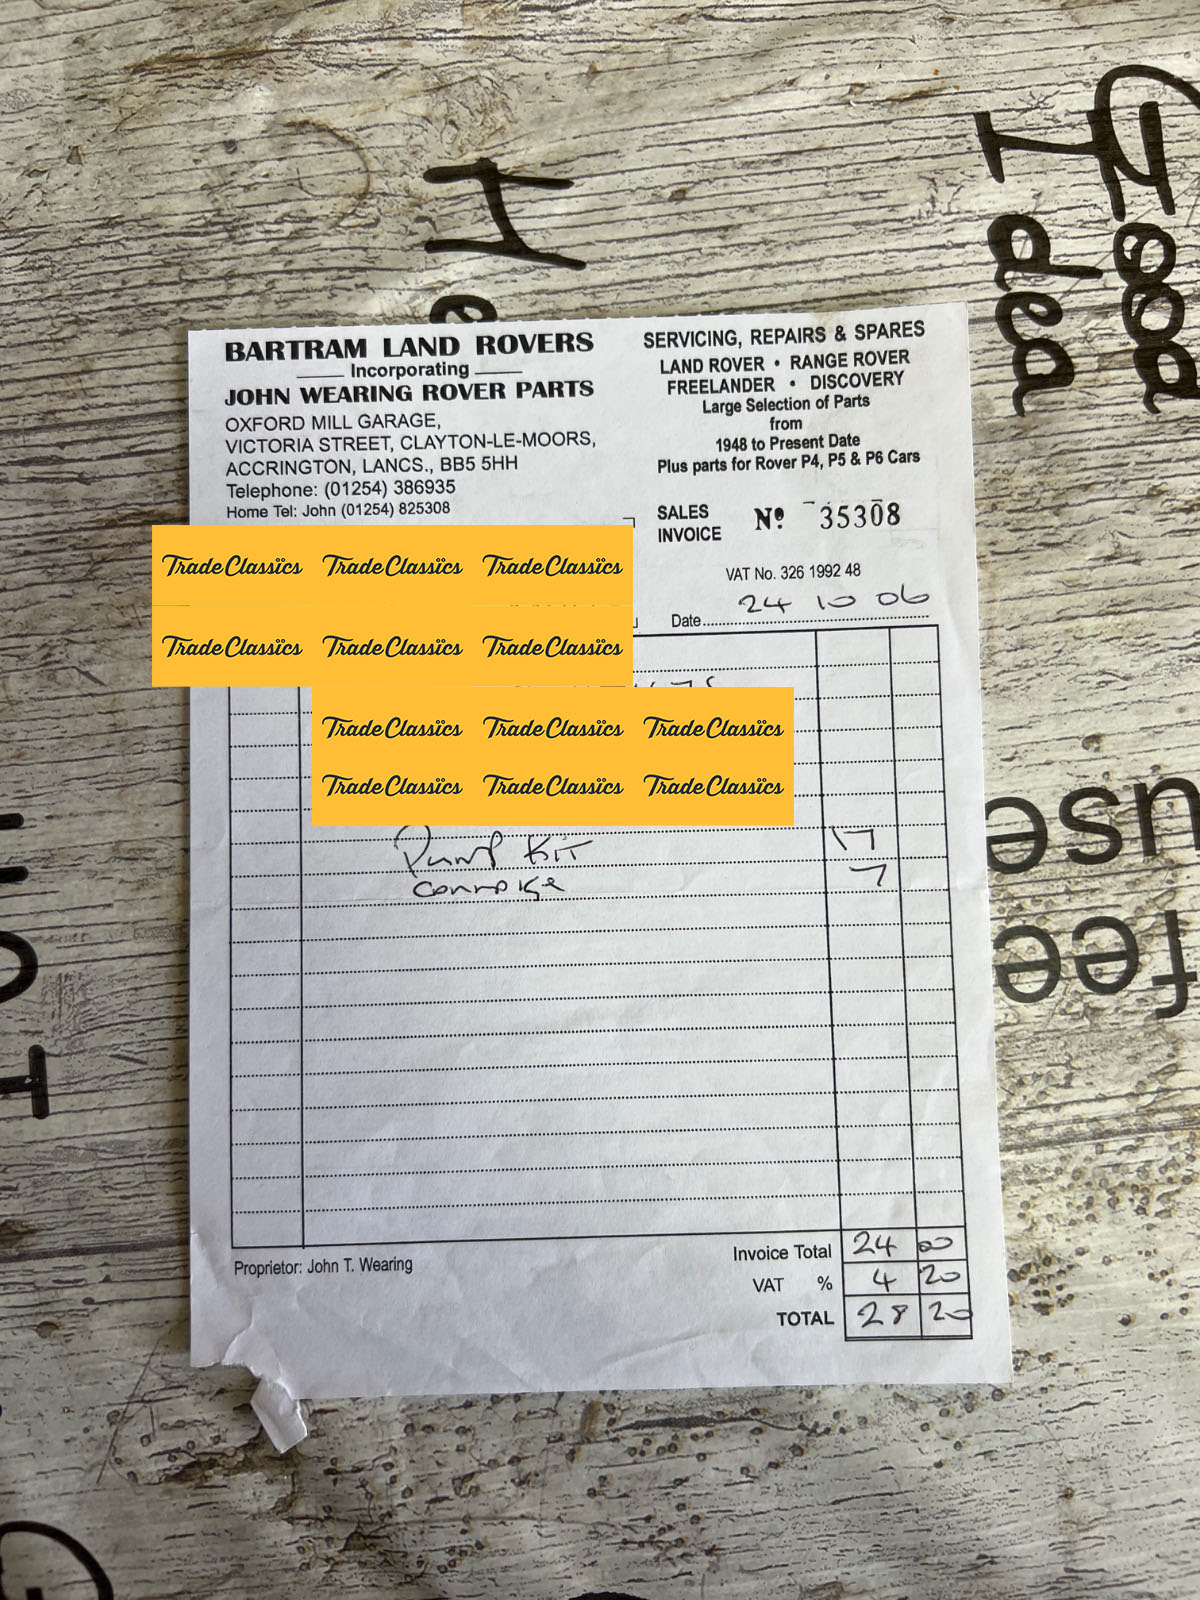 BARTRAM LAND ROVERS
Incorporating
JOHN WEARING ROVER PARTS
OXFORD MILL GARAGE,
VICTORIA STREET, CLAYTON-LE-MOORS,
ACCRINGTON, LANCS., BB5 5HH
Telephone: (01254) 386935
Home Tel: John (01254) 825308
SERVICING, REPAIRS & SPARES
LAND ROVER • RANGE ROVER
FREELANDER • DISCOVERY
Large Selection of Parts
from
1948 to Present Date
Plus parts for Rover P4, P5 & P6 Cars
SALES
INVOICE
Nº 35308
VAT No. 326 1992 48
Date 24 10 06
TradeClassics TradeClassics TradeClassics
TradeClassics TradeClassics TradeClassics
TradeClassics TradeClassics TradeClassics
TradeClassics TradeClassics TradeClassics
Pump Kit 17
7
Invoice Total 24 00
VAT % 4 20
TOTAL 28 20
Proprietor: John T. Wearing
Good
Idea
He
use
fee
HOT